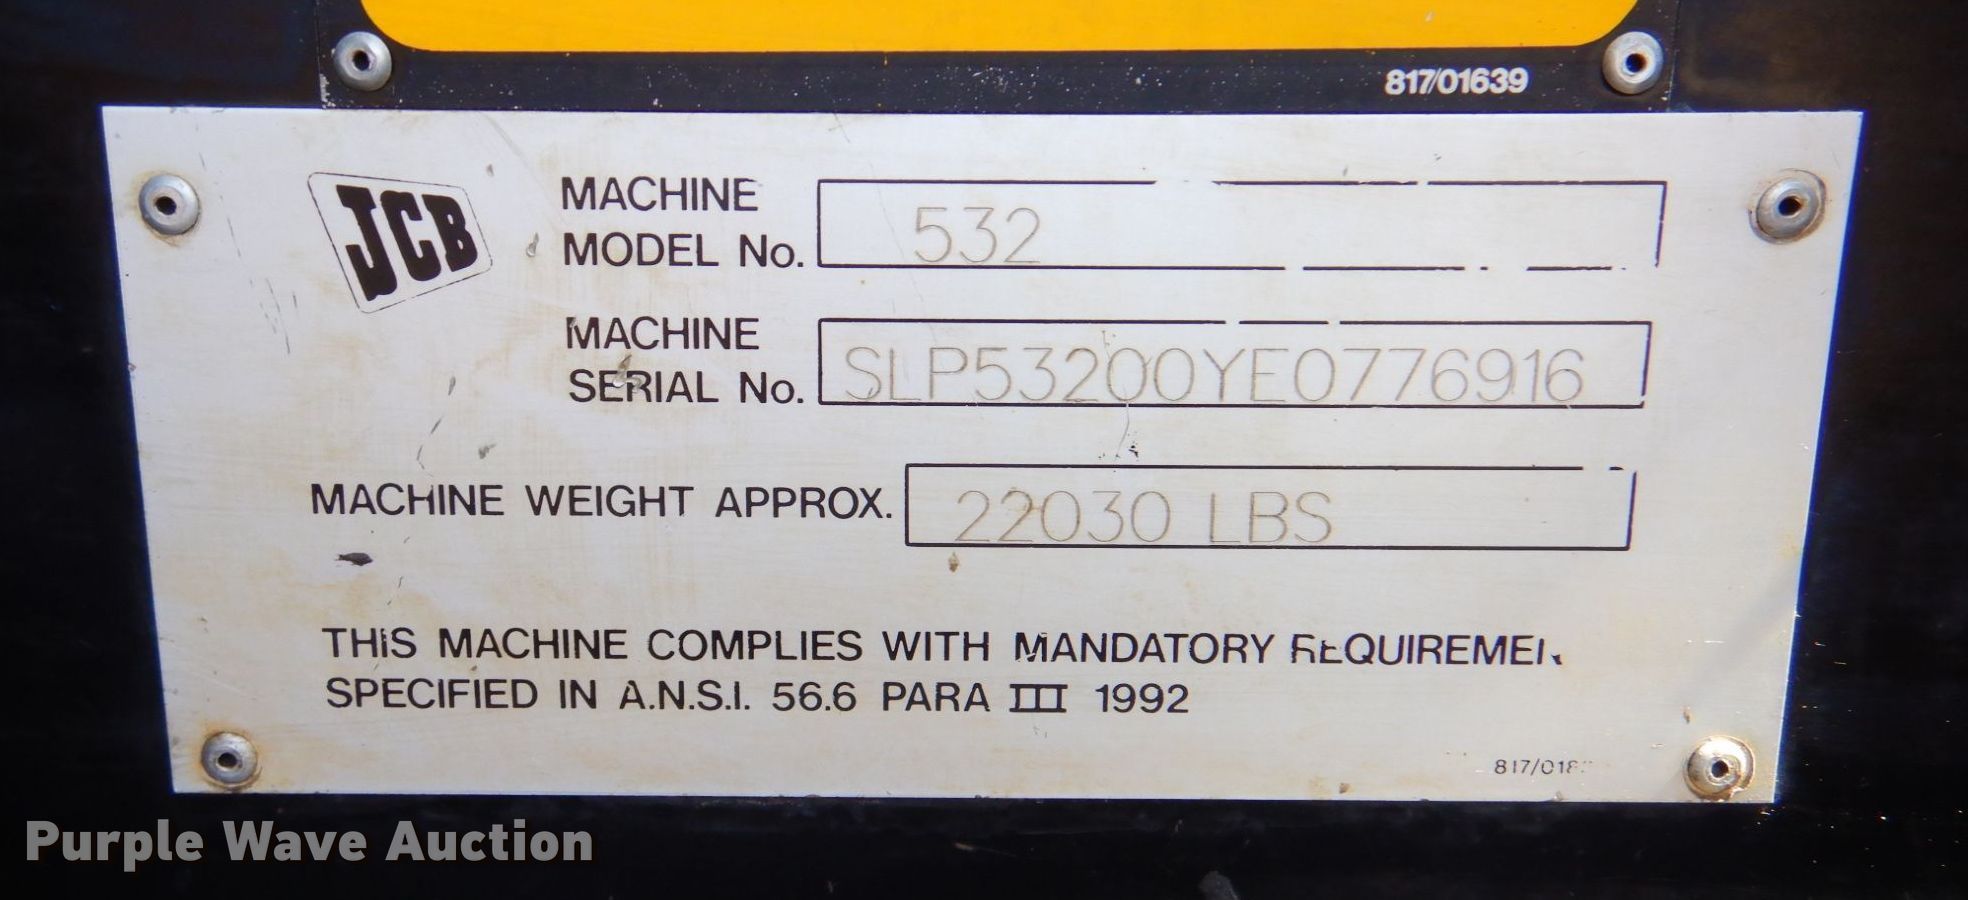 817/01639
JCB
MACHINE
MODEL No. 532
MACHINE
SERIAL No. SLP53200YE0776916
MACHINE WEIGHT APPROX. 22030 LBS
THIS MACHINE COMPLIES WITH MANDATORY
SPECIFIED IN A.N.S.I. 56.6 PARA III 1992
Purple Wave Auction